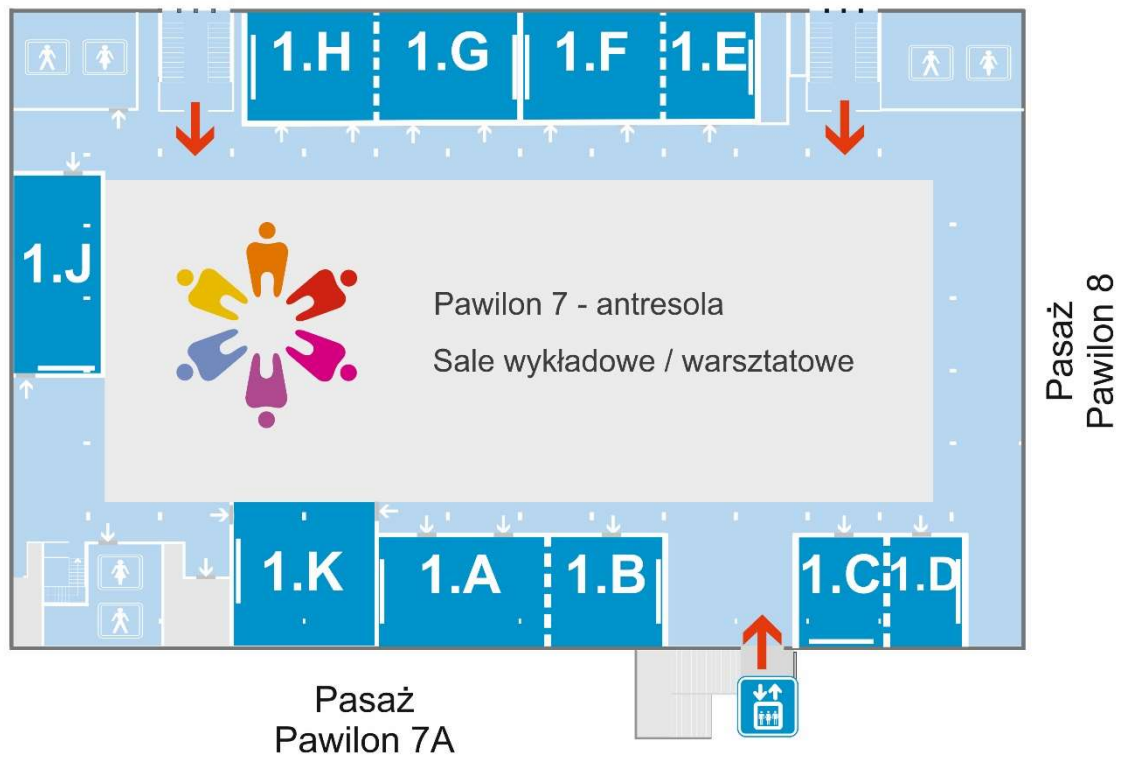 1.H 1.G 1.F 1.E
1.J
Pawilon 7 - antresola
Sale wykładowe / warsztatowe
Pasaż
Pawilon 8
1.K 1.A 1.B 1.C 1.D
Pasaż
Pawilon 7A